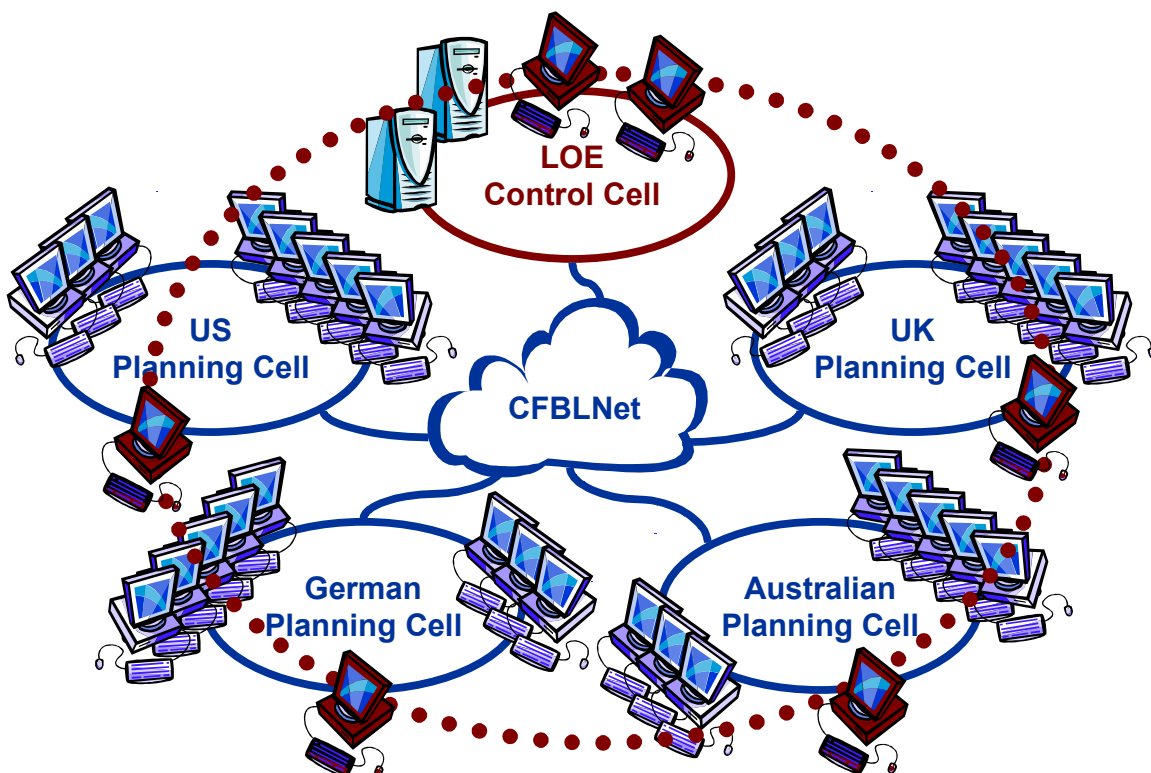 LOE
Control Cell
US
Planning Cell
UK
Planning Cell
CFBLNet
German
Planning Cell
Australian
Planning Cell